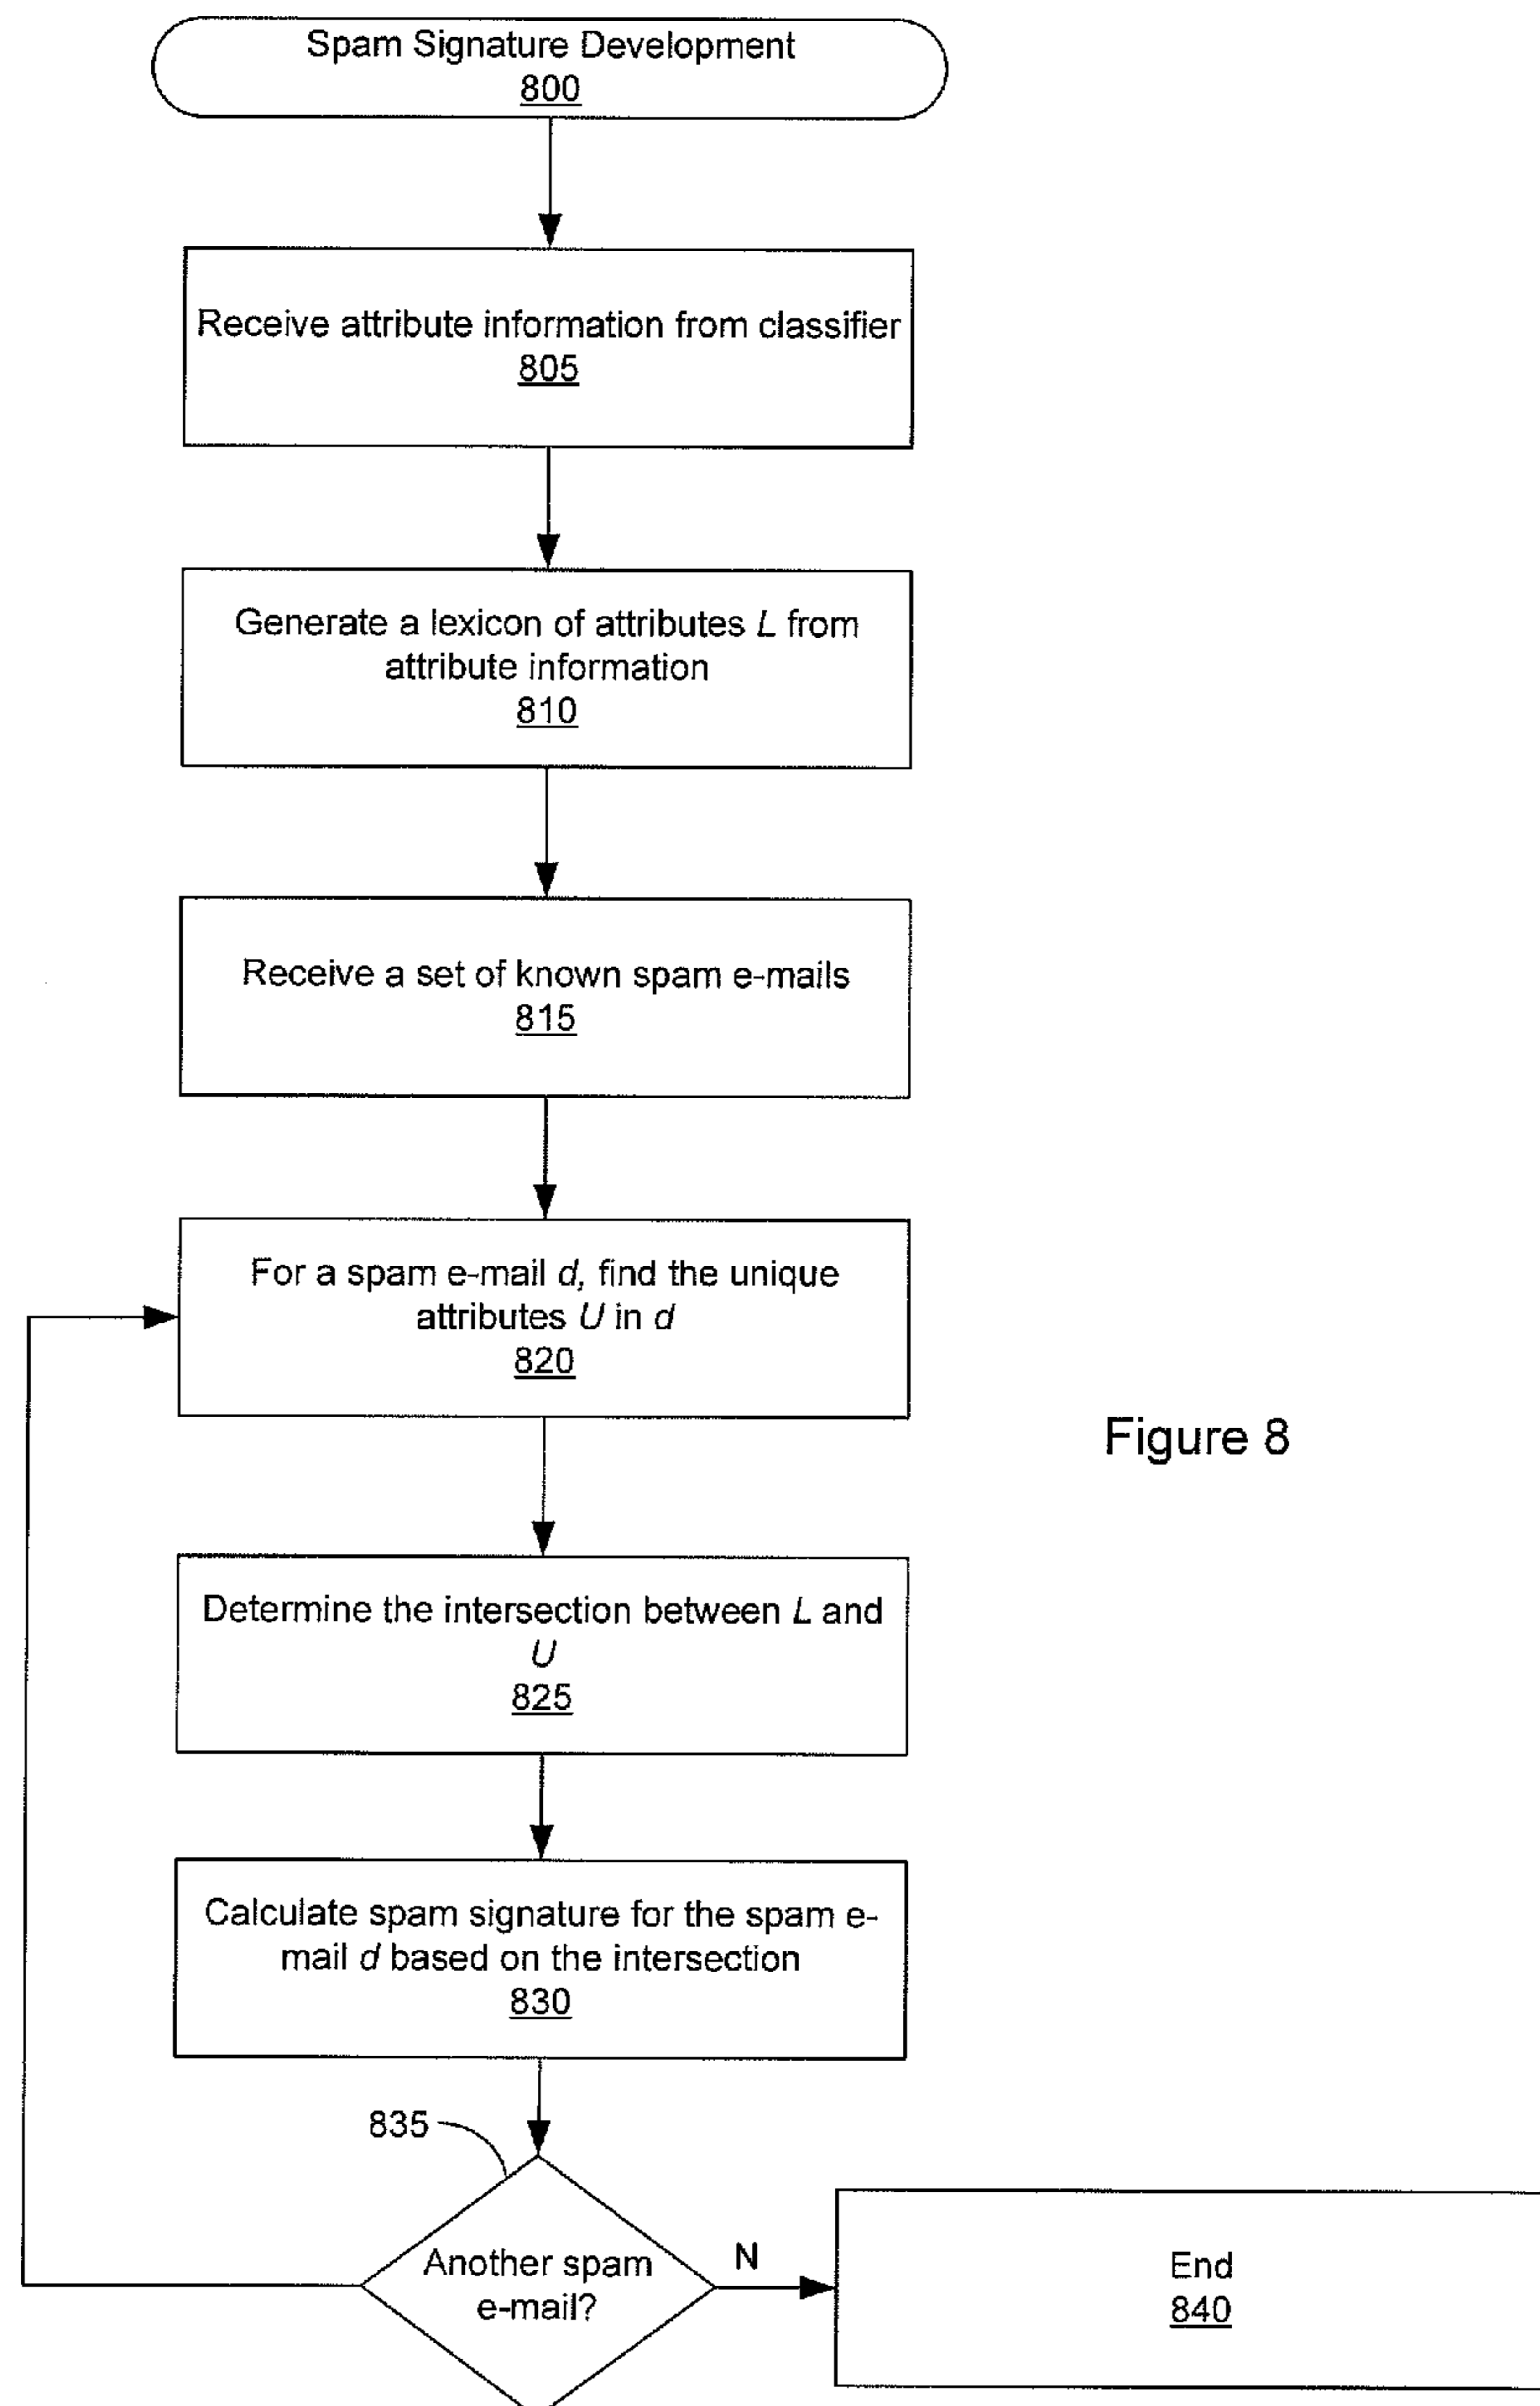 Spam Signature Development
800
Receive attribute information from classifier
805
Generate a lexicon of attributes L from
attribute information
810
Receive a set of known spam e-mails
815
For a spam e-mail d, find the unique
attributes U in d
820
Figure 8
Determine the intersection between L and
U
825
Calculate spam signature for the spam e-
mail d based on the intersection
830
835
Another spam
e-mail?
N
End
840